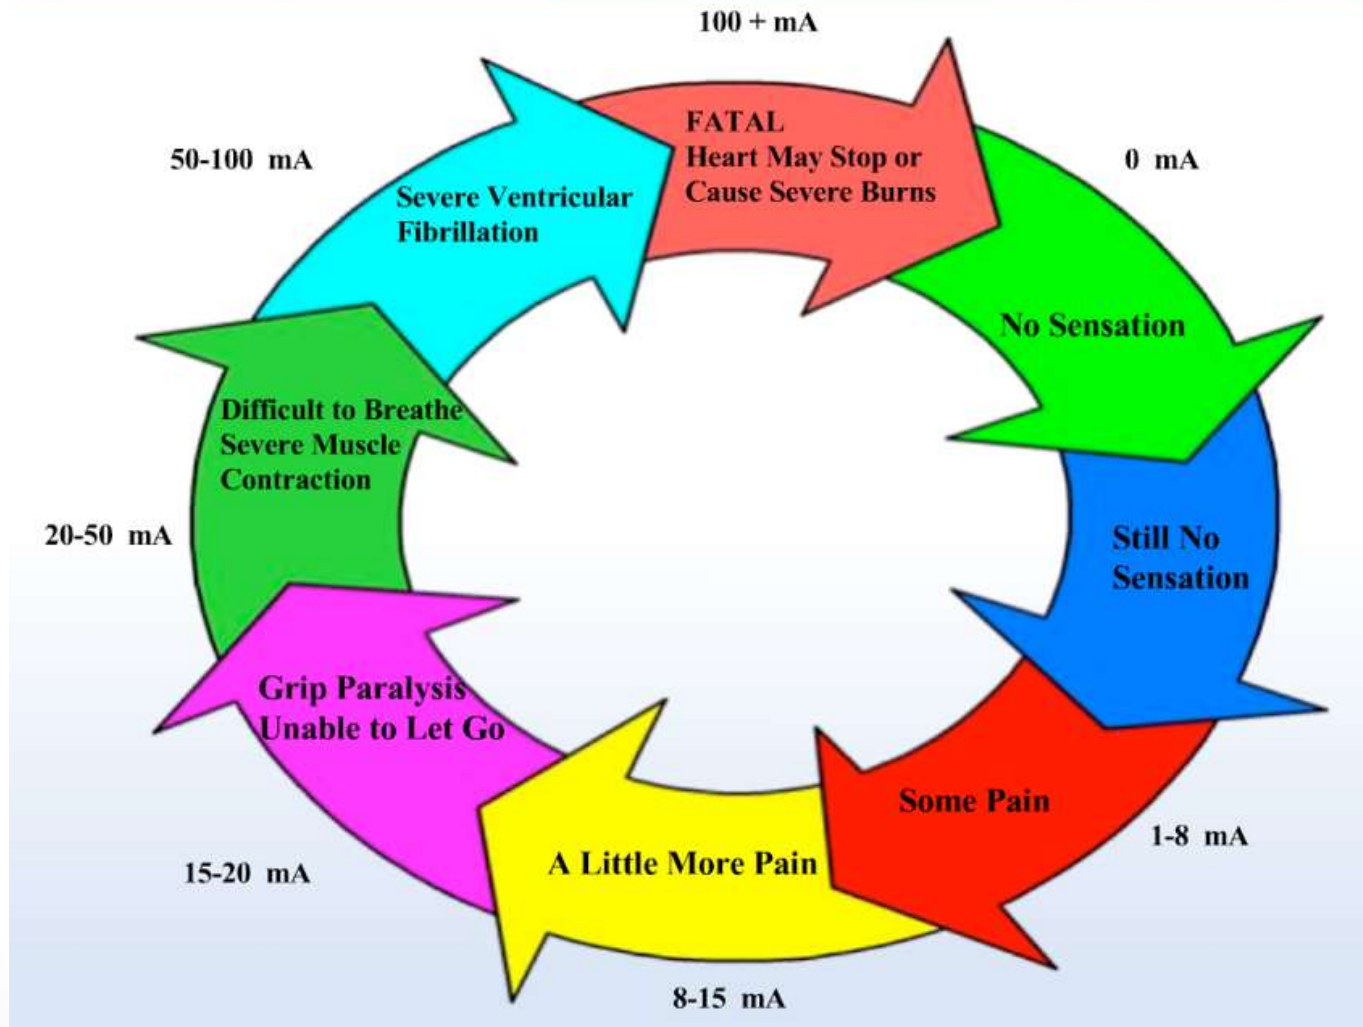 100 + mA
FATAL
Heart May Stop or
Cause Severe Burns
0 mA
No Sensation
Still No
Sensation
Some Pain
1-8 mA
A Little More Pain
8-15 mA
Grip Paralysis
Unable to Let Go
15-20 mA
Difficult to Breathe
Severe Muscle
Contraction
20-50 mA
50-100 mA
Severe Ventricular
Fibrillation